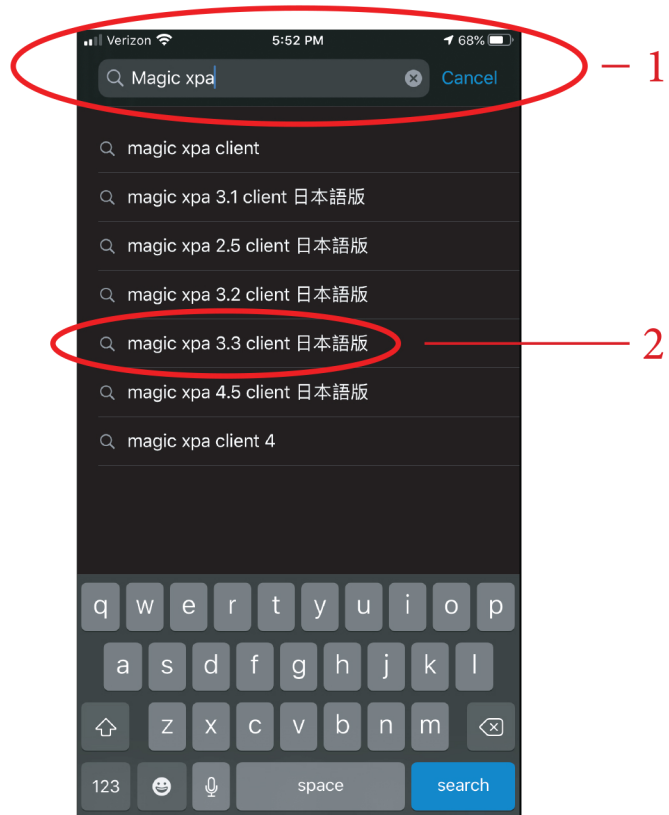 Verizon 5:52 PM 68%
Magic xpa Cancel
1
magic xpa client
magic xpa 3.1 client 日本語版
magic xpa 2.5 client 日本語版
magic xpa 3.2 client 日本語版
magic xpa 3.3 client 日本語版
2
magic xpa 4.5 client 日本語版
magic xpa client 4
q w e r t y u i o p
a s d f g h j k l
z x c v b n m
123 space search